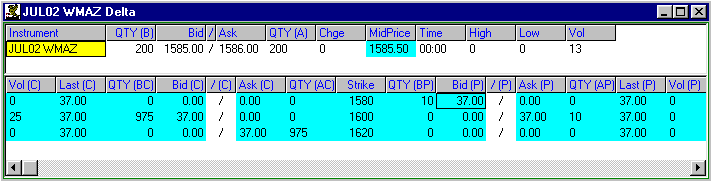 JUL02 WMAZ Delta
Instrument QTY (B) Bid / Ask QTY (A) Chge MidPrice Time High Low Vol
JUL02 WMAZ 200 1585.00 / 1586.00 200 0 1585.50 00:00 0 0 13
Vol (C) Last (C) QTY (BC) Bid (C) / (C) Ask (C) QTY (AC) Strike QTY (BP) Bid (P) / (P) Ask (P) QTY (AP) Last (P) Vol (P)
0 37.00 0 0.00 / 0.00 0 1580 10 37.00 / 0.00 0 37.00 0
25 37.00 975 37.00 / 0.00 0 1600 0 0.00 / 37.00 10 37.00 0
0 37.00 0 0.00 / 37.00 975 1620 0 0.00 / 0.00 0 37.00 0